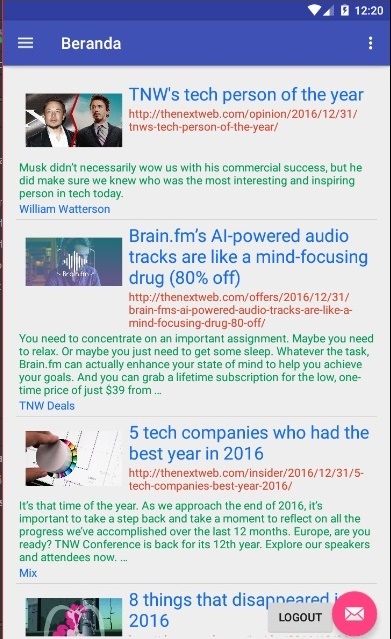 12:20
Beranda
TNW's tech person of the year
http://thenextweb.com/opinion/2016/12/31/
tnws-tech-person-of-the-year/
Musk didn't necessarily wow us with his commercial success, but he
did make sure we knew who was the most interesting and inspiring
person in tech today.
William Watterson
Brain.fm's AI-powered audio
tracks are like a mind-focusing
drug (80% off)
http://thenextweb.com/offers/2016/12/31/
brain-fms-ai-powered-audio-tracks-are-like-a-
mind-focusing-drug-80-off/
brain.fm
You need to concentrate on an important assignment. Maybe you need
to relax. Or maybe you just need to get some sleep. Whatever the task,
Brain.fm can actually enhance your state of mind to help you achieve
your goals. And you can grab a lifetime subscription for the low, one-
time price of just $39 from ...
TNW Deals
5 tech companies who had the
best year in 2016
http://thenextweb.com/insider/2016/12/31/5-
tech-companies-best-year-2016/
It's that time of the year. As we approach the end of 2016, it's
important to take a step back and take a moment to reflect on all the
progress we've accomplished over the last 12 months. Europe, are you
ready? TNW Conference is back for its 12th year. Explore our speakers
and attendees now. ...
Mix
8 things that disappeared i
2016
LOGOUT